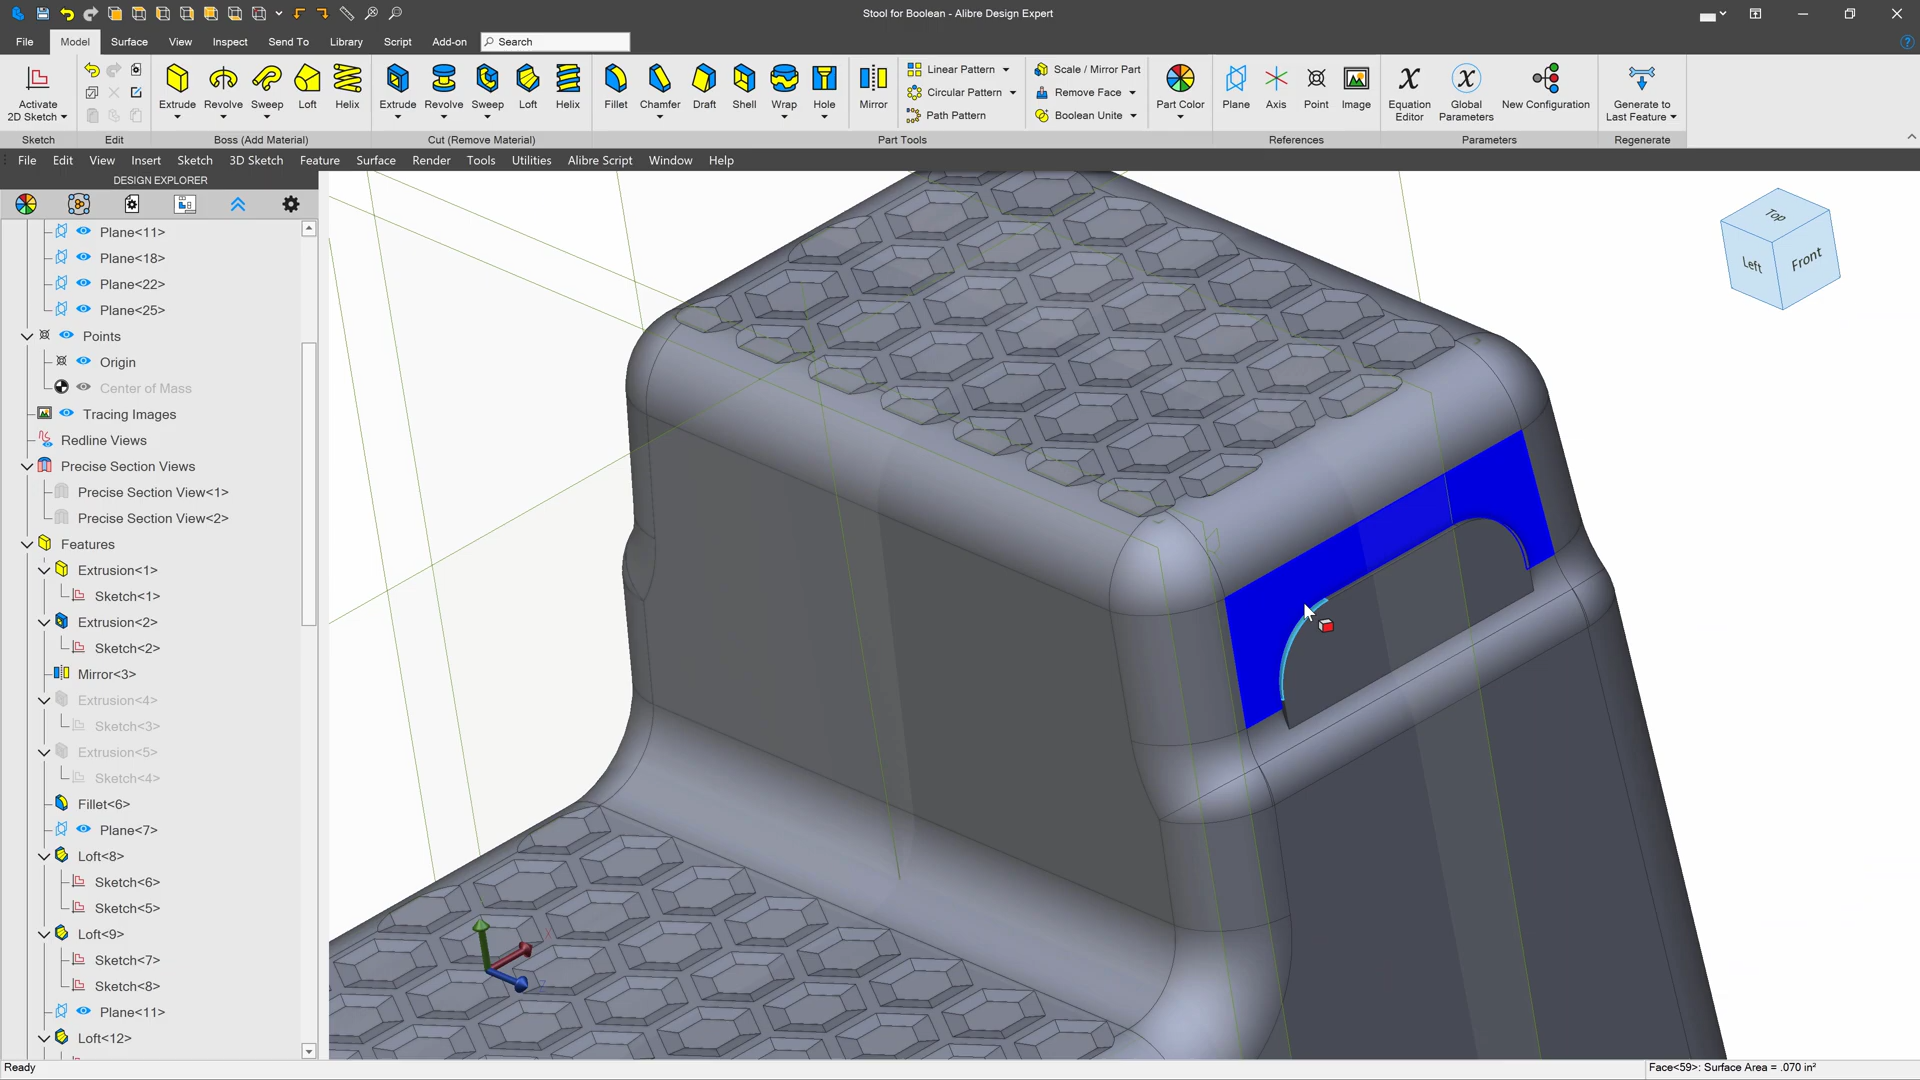 Stool for Boolean - Alibre Design Expert
File Model Surface View Inspect Send To Library Script Add-on Search
Activate 2D Sketch
Extrude Revolve Sweep Loft Helix
Extrude Revolve Sweep Loft Helix
Fillet Chamfer Draft Shell Wrap Hole Mirror
Linear Pattern
Circular Pattern
Path Pattern
Scale / Mirror Part
Remove Face
Boolean Unite
Part Color
Plane Axis Point Image
Equation Editor
Global Parameters
New Configuration
Generate to Last Feature
Sketch Edit Boss (Add Material) Cut (Remove Material) Part Tools References Parameters Regenerate
File Edit View Insert Sketch 3D Sketch Feature Surface Render Tools Utilities Alibre Script Window Help
DESIGN EXPLORER
Plane<11>
Plane<18>
Plane<22>
Plane<25>
Points
Origin
Center of Mass
Tracing Images
Redline Views
Precise Section Views
Precise Section View<1>
Precise Section View<2>
Features
Extrusion<1>
Sketch<1>
Extrusion<2>
Sketch<2>
Mirror<3>
Extrusion<4>
Sketch<3>
Extrusion<5>
Sketch<4>
Fillet<6>
Plane<7>
Loft<8>
Sketch<6>
Sketch<5>
Loft<9>
Sketch<7>
Sketch<8>
Plane<11>
Loft<12>
Top
Left
Front
Ready
Face<59>: Surface Area = .070 in²